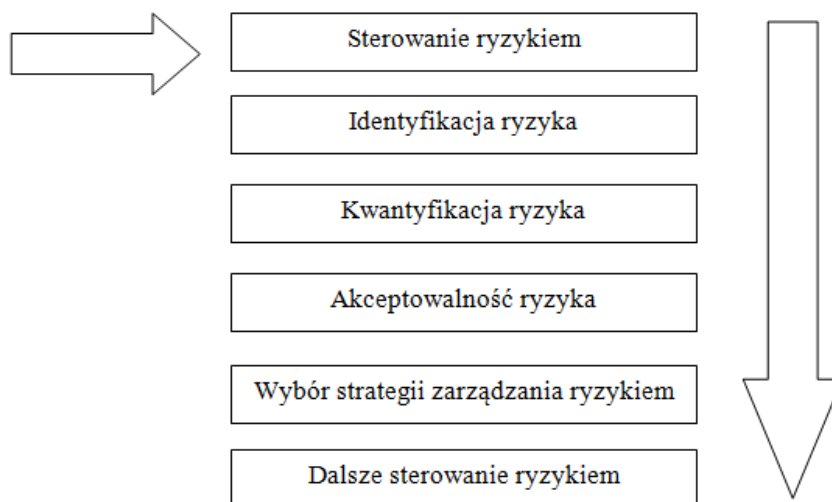 Sterowanie ryzykiem
Identyfikacja ryzyka
Kwantyfikacja ryzyka
Akceptowalność ryzyka
Wybór strategii zarządzania ryzykiem
Dalsze sterowanie ryzykiem